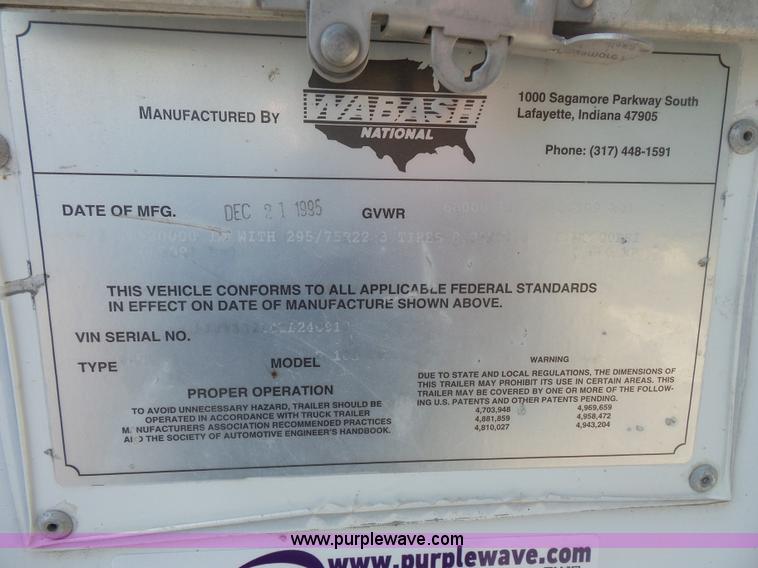 MANUFACTURED BY
WABASH
NATIONAL
1000 Sagamore Parkway South
Lafayette, Indiana 47905
Phone: (317) 448-1591
DATE OF MFG. DEC 21 1995 GVWR
WITH 295/75R22 3 TIRES
THIS VEHICLE CONFORMS TO ALL APPLICABLE FEDERAL STANDARDS
IN EFFECT ON DATE OF MANUFACTURE SHOWN ABOVE.
VIN SERIAL NO.
TYPE MODEL
PROPER OPERATION
TO AVOID UNNECESSARY HAZARD, TRAILER SHOULD BE
OPERATED IN ACCORDANCE WITH TRUCK TRAILER
MANUFACTURERS ASSOCIATION RECOMMENDED PRACTICES
AND THE SOCIETY OF AUTOMOTIVE ENGINEER'S HANDBOOK.
WARNING
DUE TO STATE AND LOCAL REGULATIONS, THE DIMENSIONS OF
THIS TRAILER MAY PROHIBIT ITS USE IN CERTAIN AREAS. THIS
TRAILER MAY BE COVERED BY ONE OR MORE OF THE FOLLOW-
ING U.S. PATENTS AND OTHER PATENTS PENDING.
4,703,948 4,969,659
4,881,859 4,958,472
4,810,027 4,943,204
www.purplewave.com
www.purplewave.com